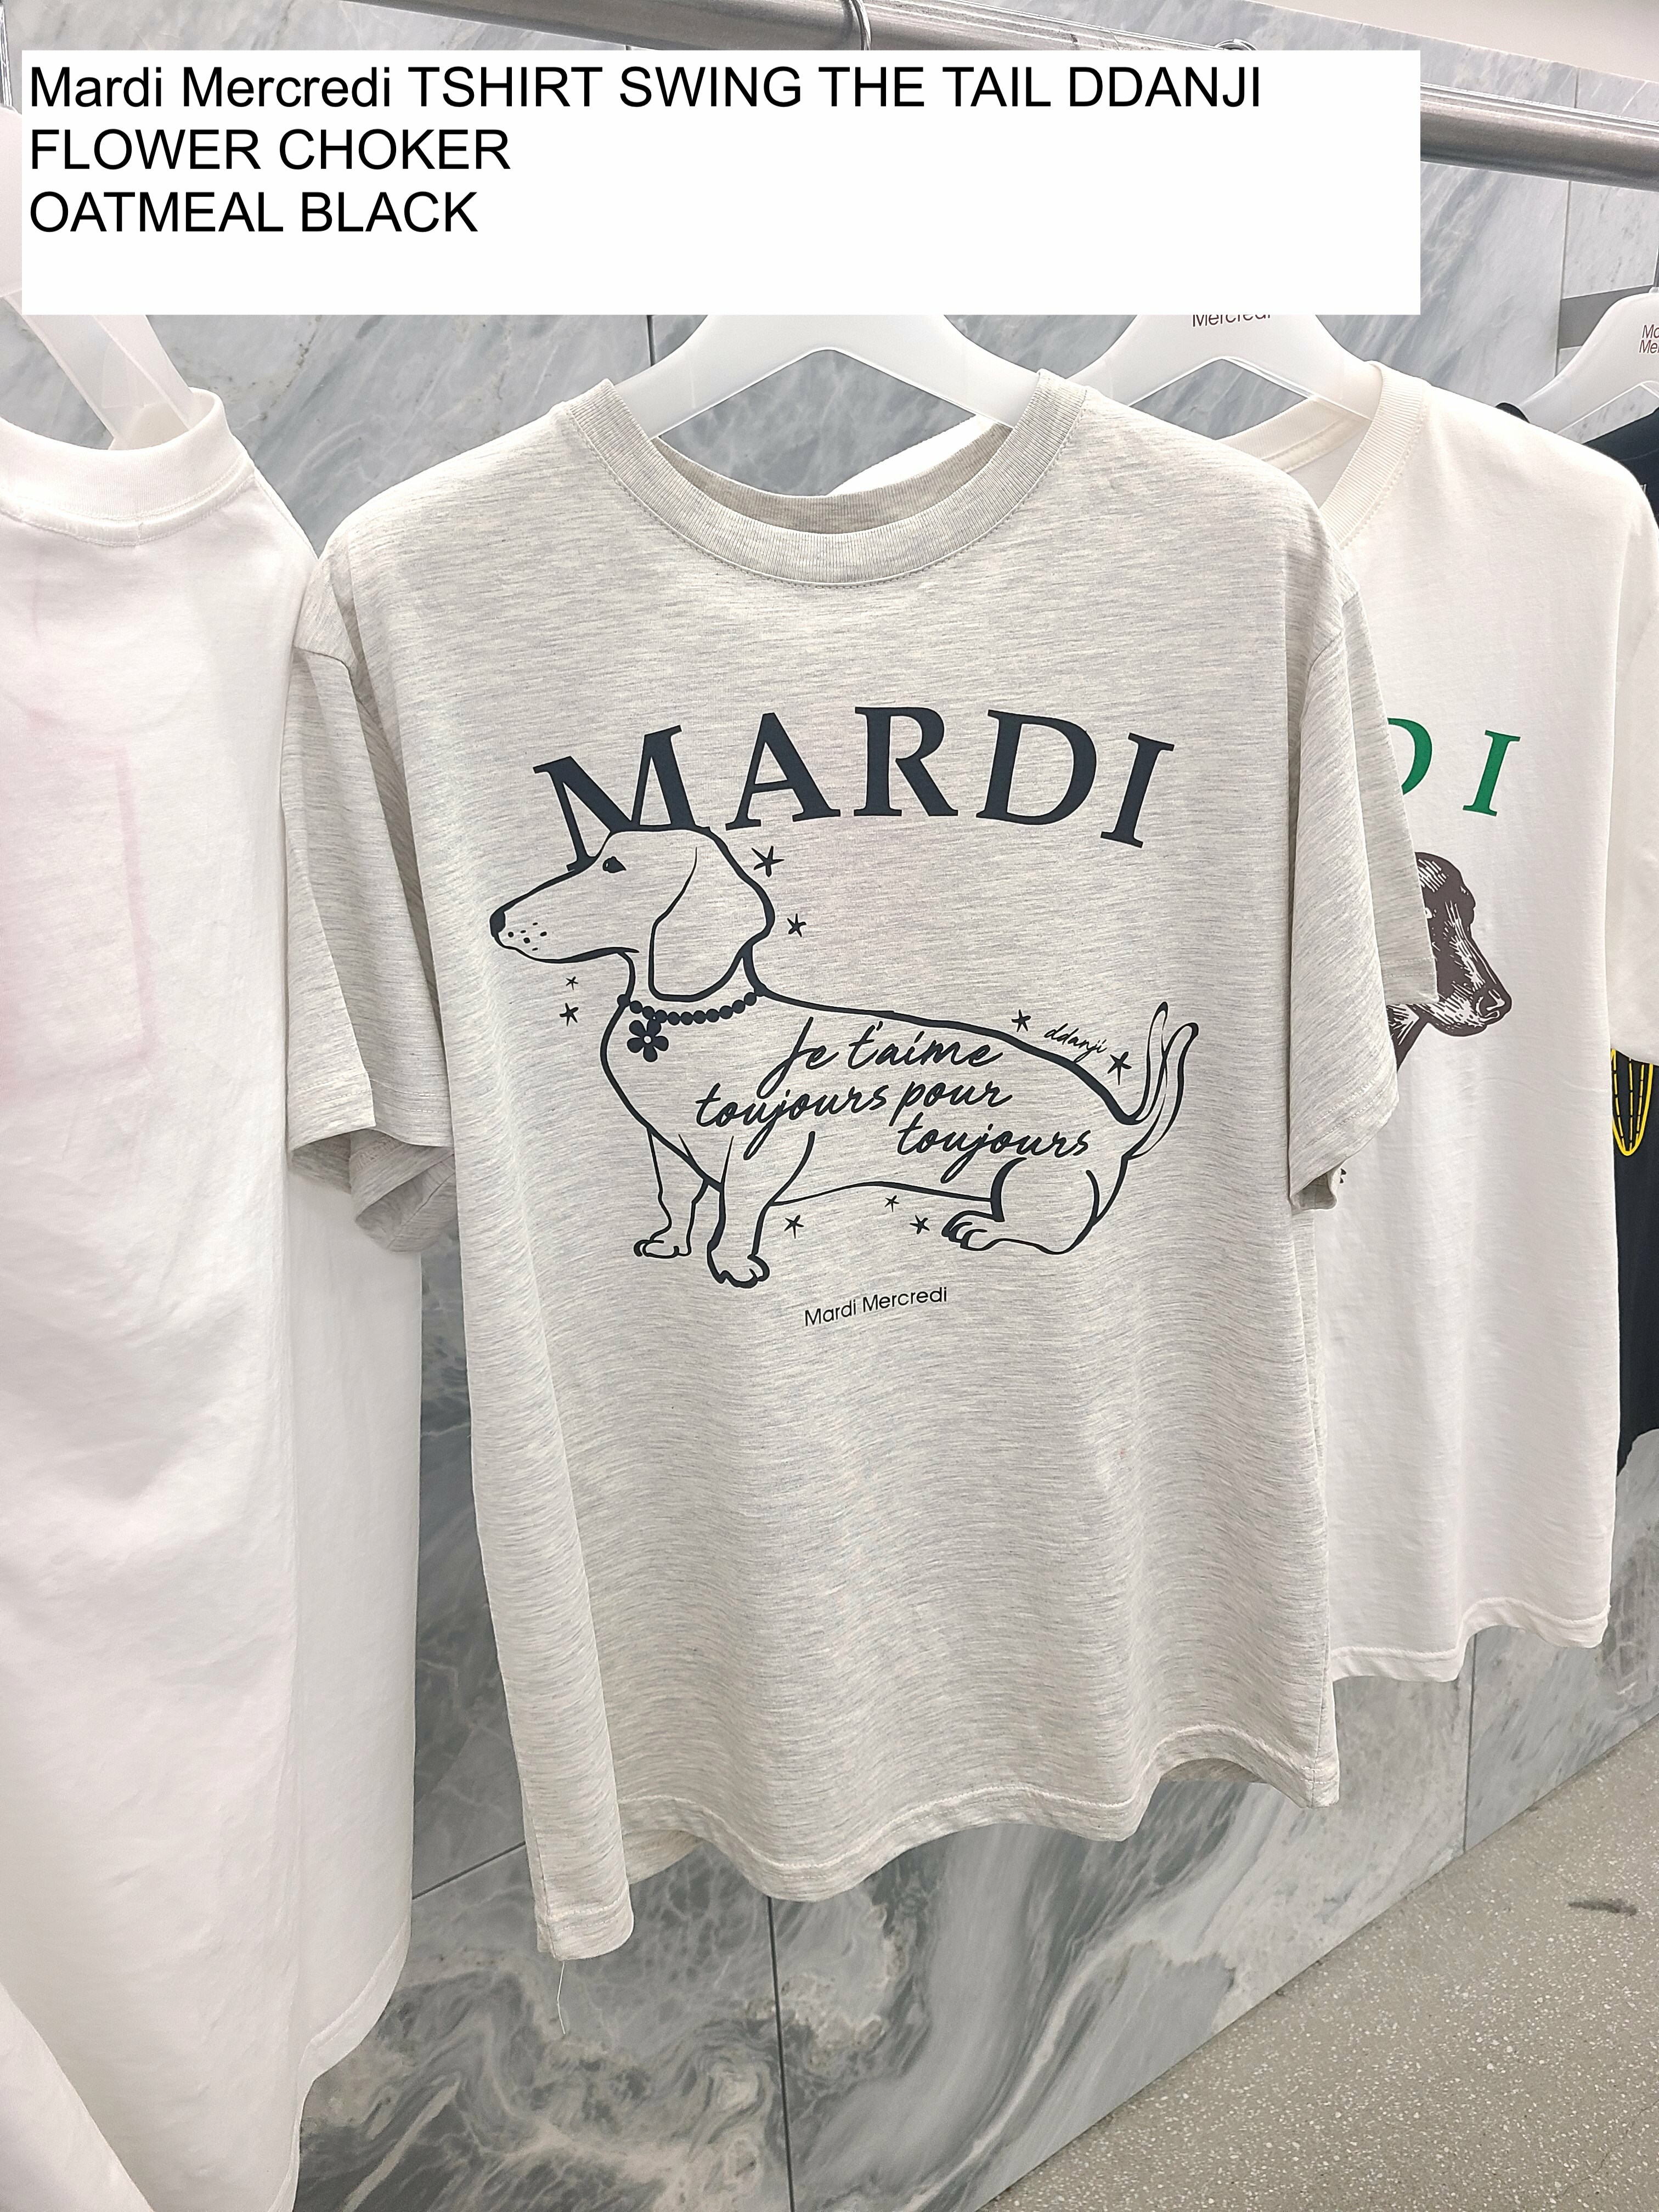 Mardi Mercredi TSHIRT SWING THE TAIL DDANJI
FLOWER CHOKER
OATMEAL BLACK
MARDI
ddanji
Je t'aime
toujours pour
toujours
Mardi Mercredi
DI